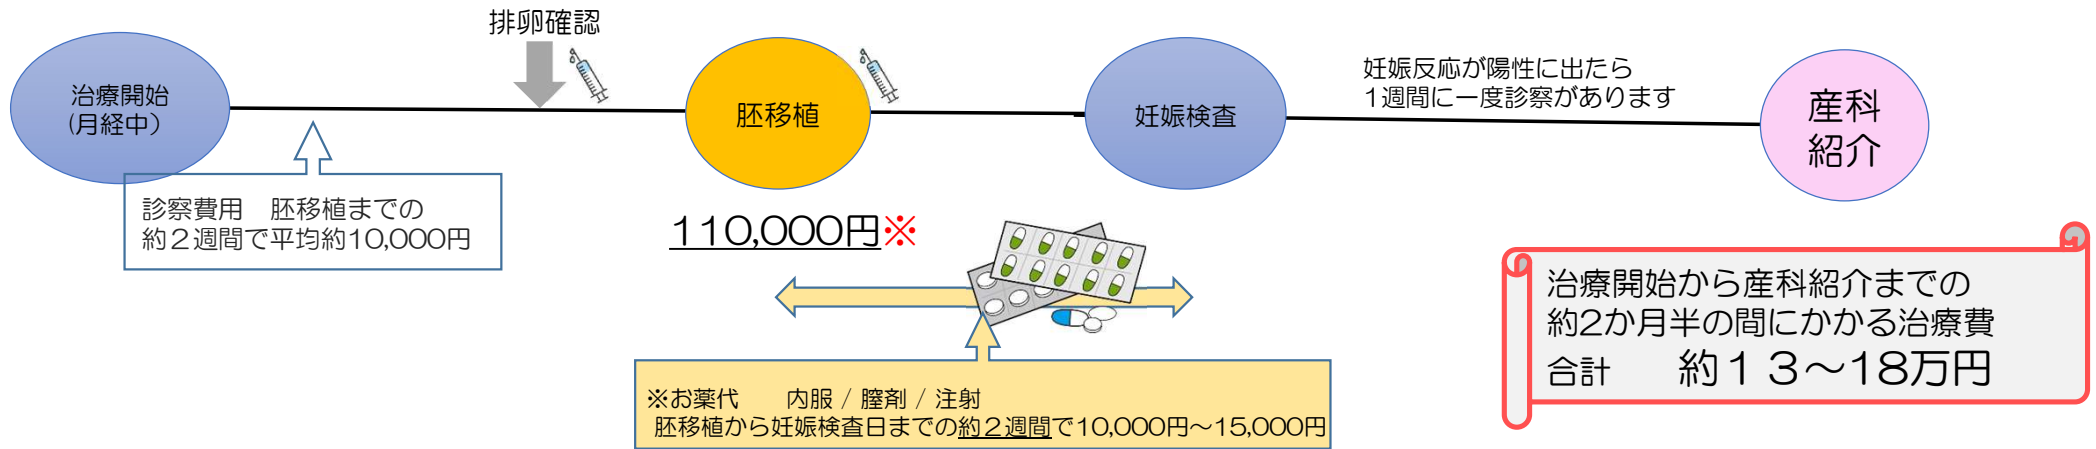 排卵確認
治療開始
(月経中）
胚移植
妊娠検査
妊娠反応が陽性に出たら
1週間に一度診察があります
産科
紹介
診察費用　胚移植までの
約２週間で平均約10,000円
110,000円※
※お薬代　　内服 / 膣剤 / 注射
胚移植から妊娠検査日までの約２週間で10,000円～15,000円
治療開始から産科紹介までの
約2か月半の間にかかる治療費
合計　　約１３～18万円